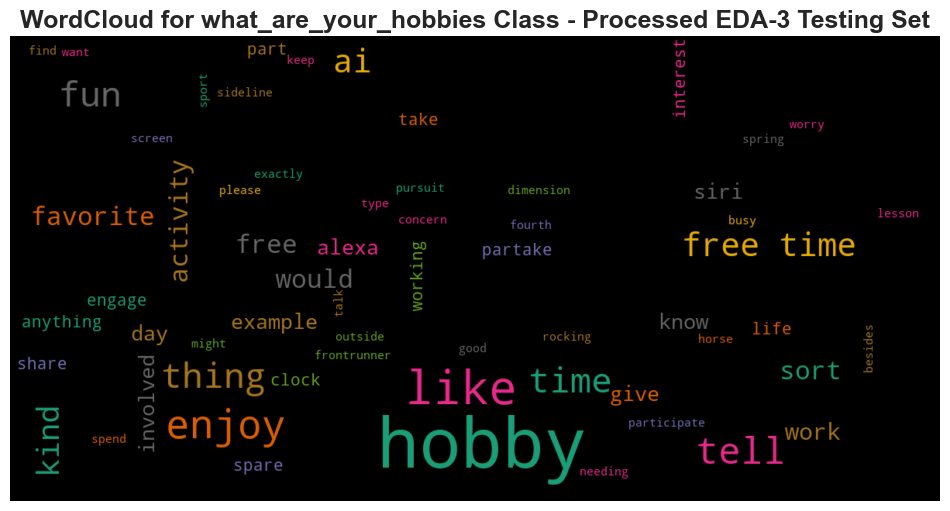 WordCloud for what_are_your_hobbies Class - Processed EDA-3 Testing Set
find
want
part
keep
ai
interest
fun
sport
sideline
take
worry
screen
spring
activity
exactly
please
pursuit
dimension
siri
type
favorite
concern
fourth
busy
lesson
free
alexa
working
partake
free time
would
engage
talk
anything
day
example
might
outside
rocking
know
horse
life
besides
share
involved
thing
clock
frontrunner
good
like
time
give
sort
kind
spend
enjoy
spare
hobby
participate
needing
tell
work